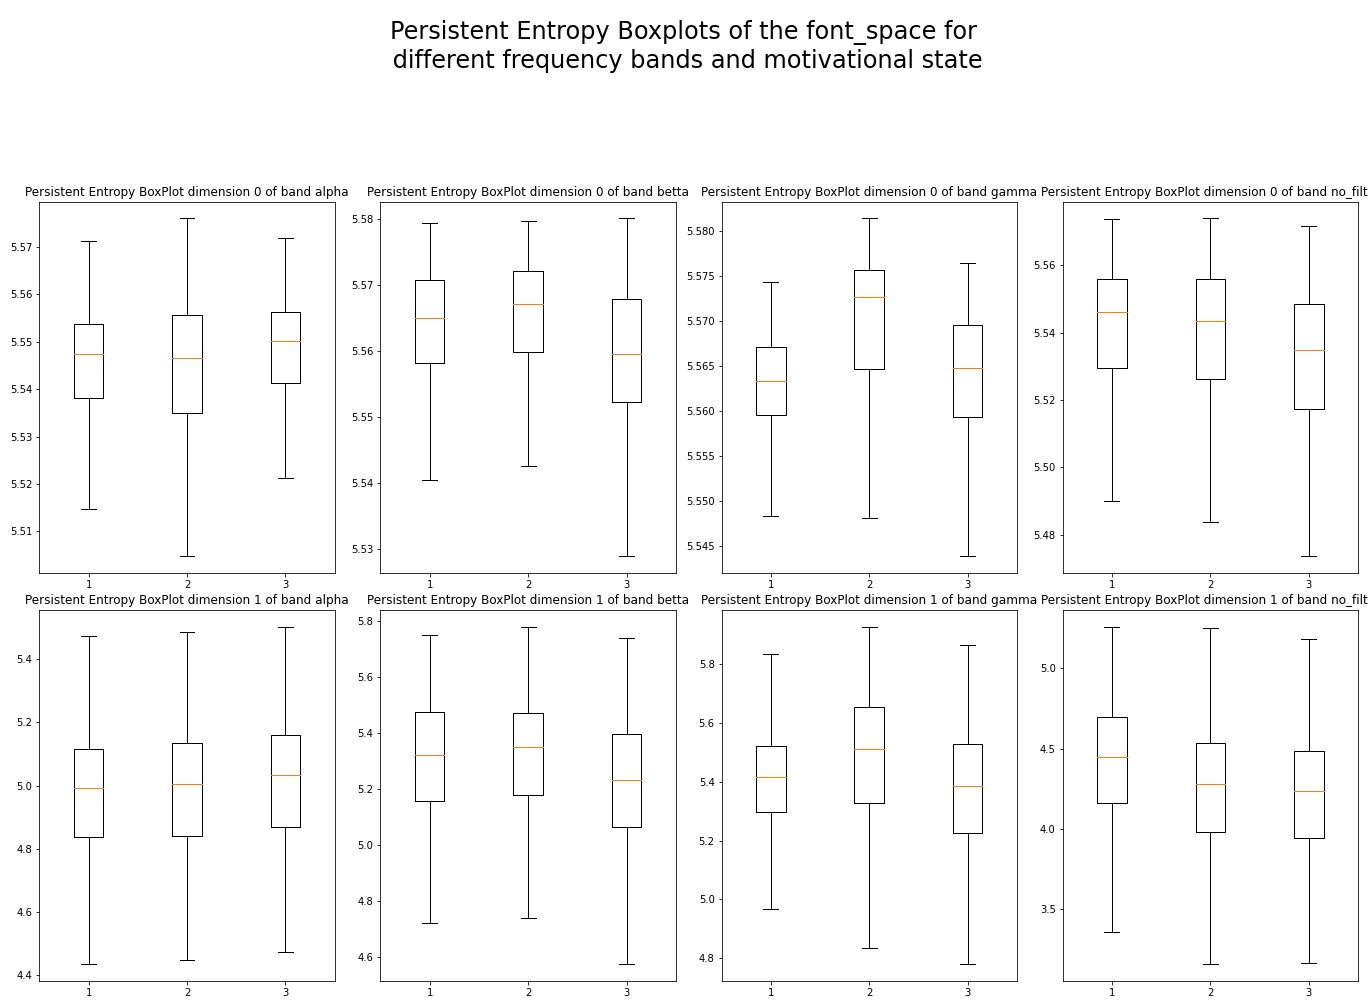 Persistent Entropy Boxplots of the font_space for
different frequency bands and motivational state
Persistent Entropy BoxPlot dimension 0 of band alpha
5.57
5.56
5.55
5.54
5.53
5.52
5.51
1 2 3
Persistent Entropy BoxPlot dimension 0 of band betta
5.58
5.57
5.56
5.55
5.54
5.53
1 2 3
Persistent Entropy BoxPlot dimension 0 of band gamma
5.580
5.575
5.570
5.565
5.560
5.555
5.550
5.545
1 2 3
Persistent Entropy BoxPlot dimension 0 of band no_filt
5.56
5.54
5.52
5.50
5.48
1 2 3
Persistent Entropy BoxPlot dimension 1 of band alpha
5.4
5.2
5.0
4.8
4.6
4.4
1 2 3
Persistent Entropy BoxPlot dimension 1 of band betta
5.8
5.6
5.4
5.2
5.0
4.8
4.6
1 2 3
Persistent Entropy BoxPlot dimension 1 of band gamma
5.8
5.6
5.4
5.2
5.0
4.8
1 2 3
Persistent Entropy BoxPlot dimension 1 of band no_filt
5.0
4.5
4.0
3.5
1 2 3